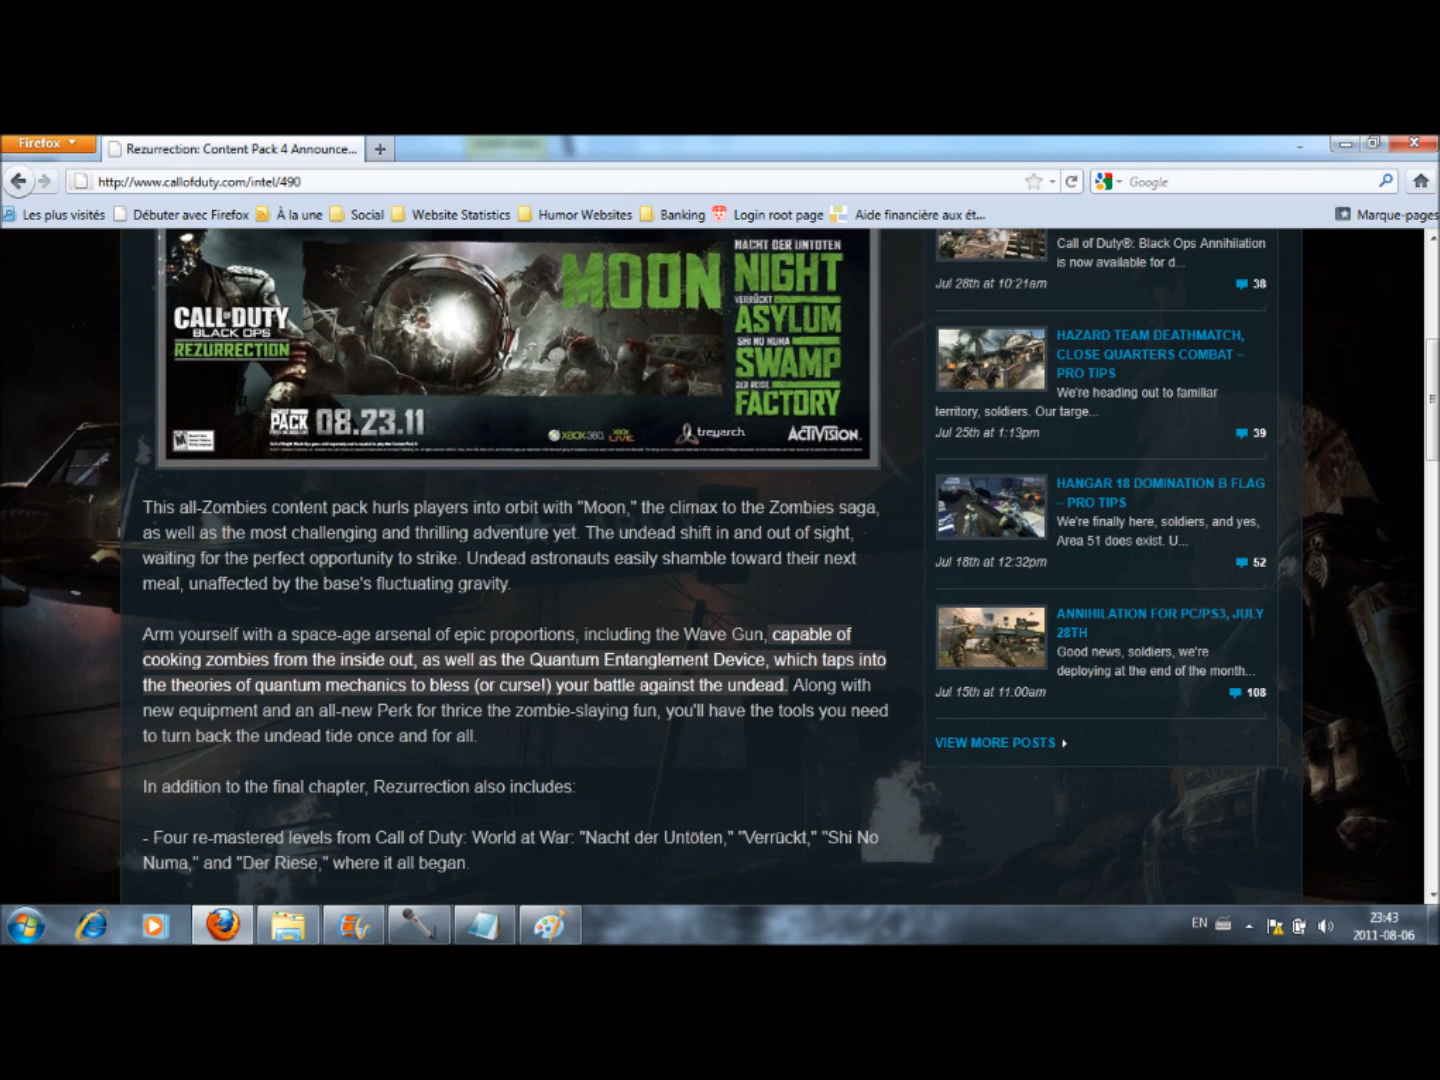 Firefox
Rezurrection: Content Pack 4 Announce...
http://www.callofduty.com/intel/490
Google
Les plus visités
Débuter avec Firefox
À la une
Social
Website Statistics
Humor Websites
Banking
Login root page
Aide financière aux ét...
Marque-pages
CALL OF DUTY
BLACK OPS
REZURRECTION
MOON
NACHT DER UNTOTEN
NIGHT
VERRÜCKT
ASYLUM
SHI NO NUMA
SWAMP
DER RIESE
FACTORY
PACK 08.23.11
XBOX 360
XBOX LIVE
treyarch
ACTIVISION
This all-Zombies content pack hurls players into orbit with "Moon," the climax to the Zombies saga,
as well as the most challenging and thrilling adventure yet. The undead shift in and out of sight,
waiting for the perfect opportunity to strike. Undead astronauts easily shamble toward their next
meal, unaffected by the base's fluctuating gravity.
Arm yourself with a space-age arsenal of epic proportions, including the Wave Gun, capable of
cooking zombies from the inside out, as well as the Quantum Entanglement Device, which taps into
the theories of quantum mechanics to bless (or curse!) your battle against the undead. Along with
new equipment and an all-new Perk for thrice the zombie-slaying fun, you'll have the tools you need
to turn back the undead tide once and for all.
In addition to the final chapter, Rezurrection also includes:
- Four re-mastered levels from Call of Duty: World at War: "Nacht der Untöten," "Verrückt," "Shi No
Numa," and "Der Riese," where it all began.
Call of Duty®: Black Ops Annihilation
is now available for d...
Jul 28th at 10:21am
38
HAZARD TEAM DEATHMATCH,
CLOSE QUARTERS COMBAT –
PRO TIPS
We're heading out to familiar
territory, soldiers. Our targe...
Jul 25th at 1:13pm
39
HANGAR 18 DOMINATION B FLAG
– PRO TIPS
We're finally here, soldiers, and yes,
Area 51 does exist. U...
Jul 18th at 12:32pm
52
ANNIHILATION FOR PC/PS3, JULY
28TH
Good news, soldiers, we're
deploying at the end of the month...
Jul 15th at 11:00am
108
VIEW MORE POSTS
EN
23:43
2011-08-06